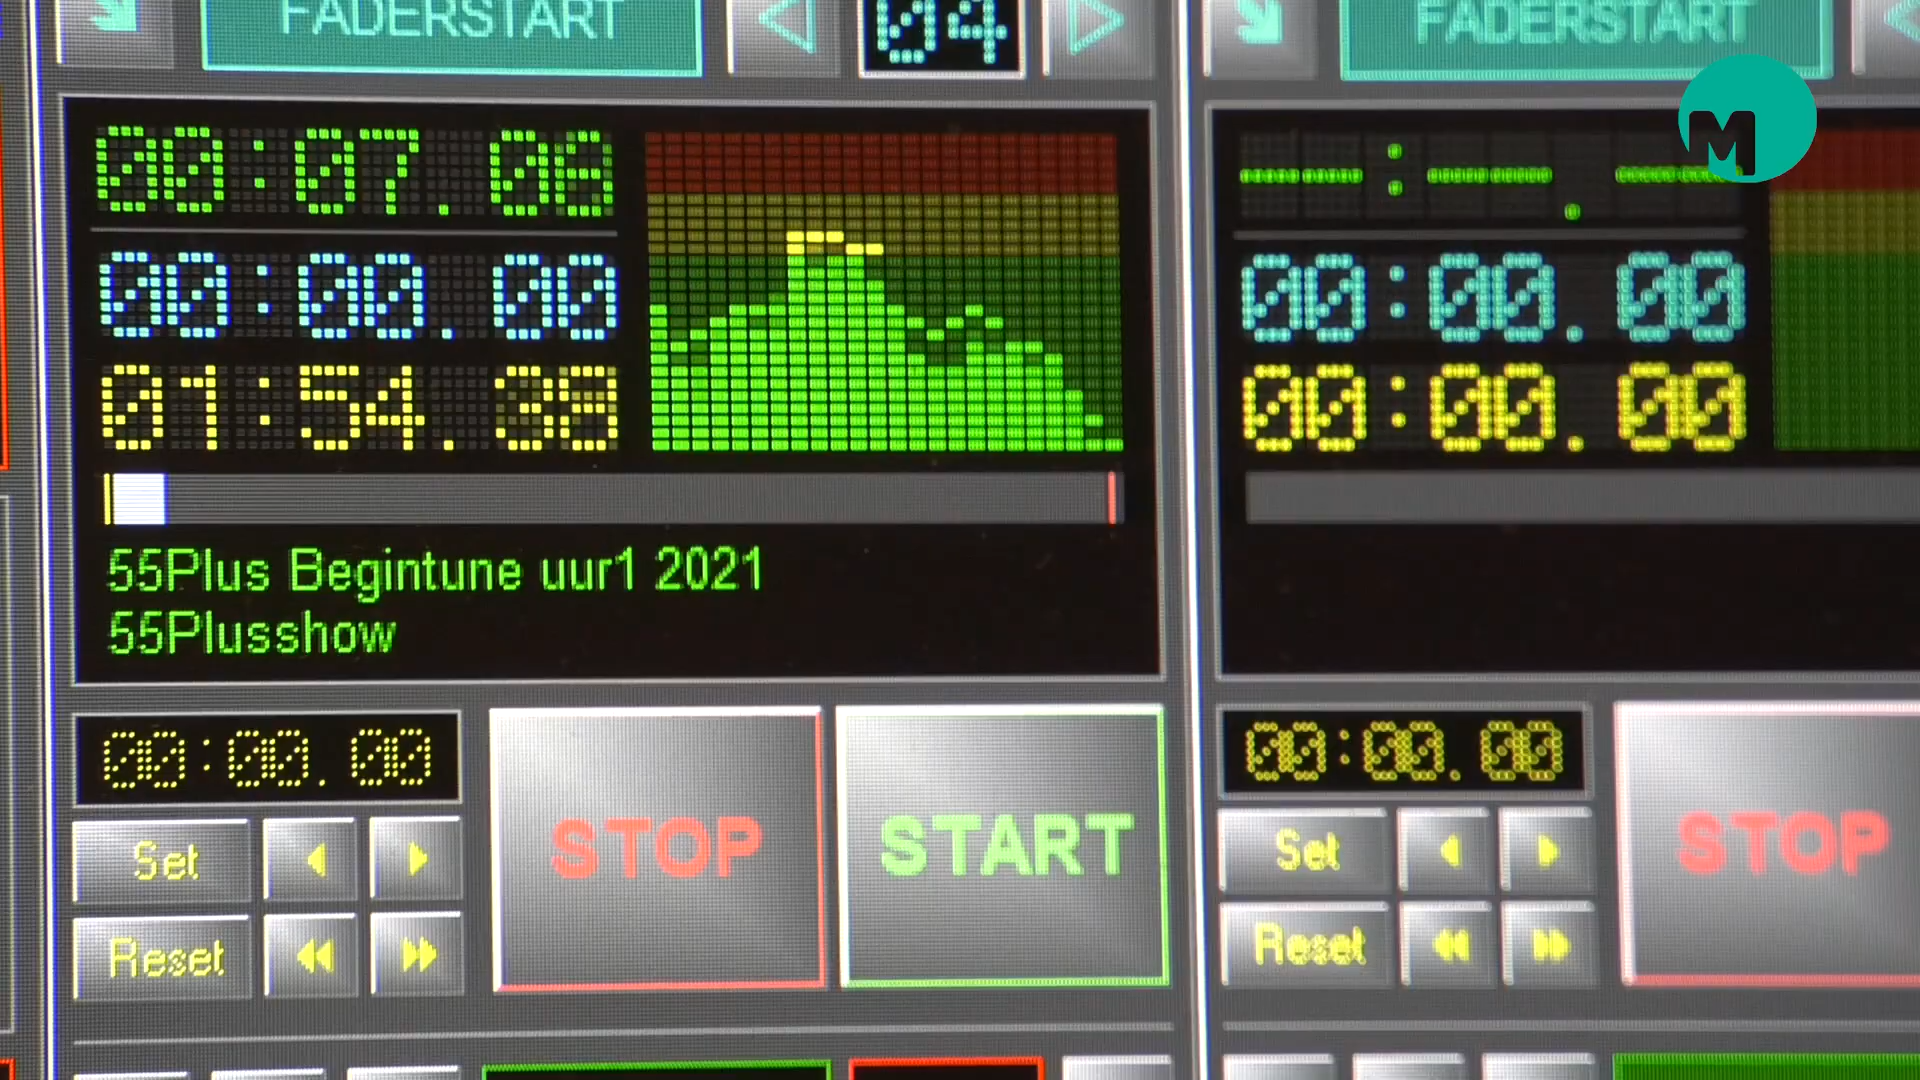 FADERSTART
04
FADERSTART
M
00:07.08
00:00.00
01:54.38
55Plus Begintune uur1 2021
55Plusshow
--:--.--
00:00.00
00:00.00
00:00.00
Set
Reset
STOP
START
00:00.00
Set
Reset
STOP